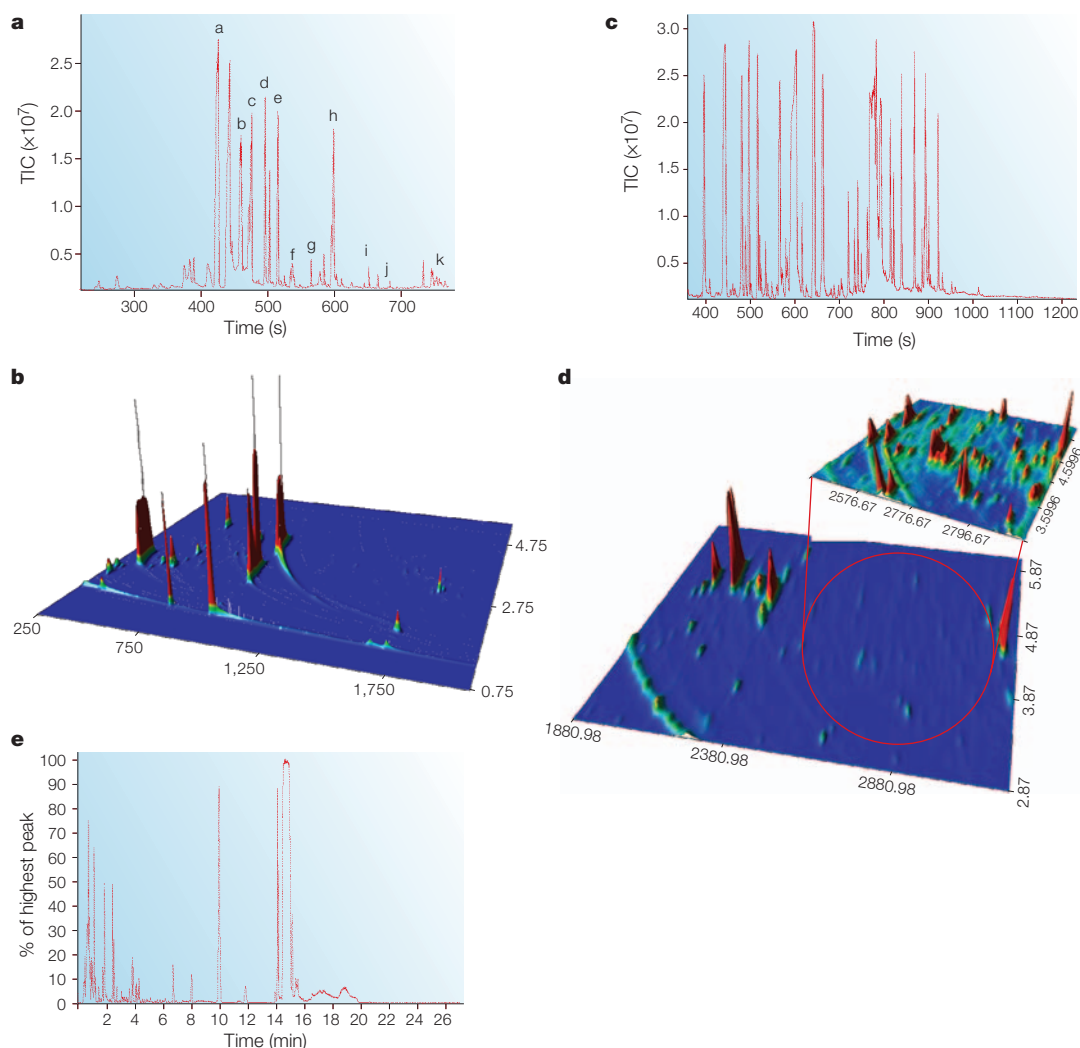 a
TIC (×10⁷)
2.5
2.0
1.5
1.0
0.5
a
b
c
d
e
f
g
h
i
j
k
300 400 500 600 700
Time (s)
c
TIC (×10⁷)
3.0
2.5
2.0
1.5
1.0
0.5
400 500 600 700 800 900 1000 1100 1200
Time (s)
b
250
750
1,250
1,750
0.75
2.75
4.75
d
2576.67
2776.67
2796.67
3.5996
4.5996
1880.98
2380.98
2880.98
2.87
3.87
4.87
5.87
e
% of highest peak
100
90
80
70
60
50
40
30
20
10
0
2 4 6 8 10 12 14 16 18 20 22 24 26
Time (min)